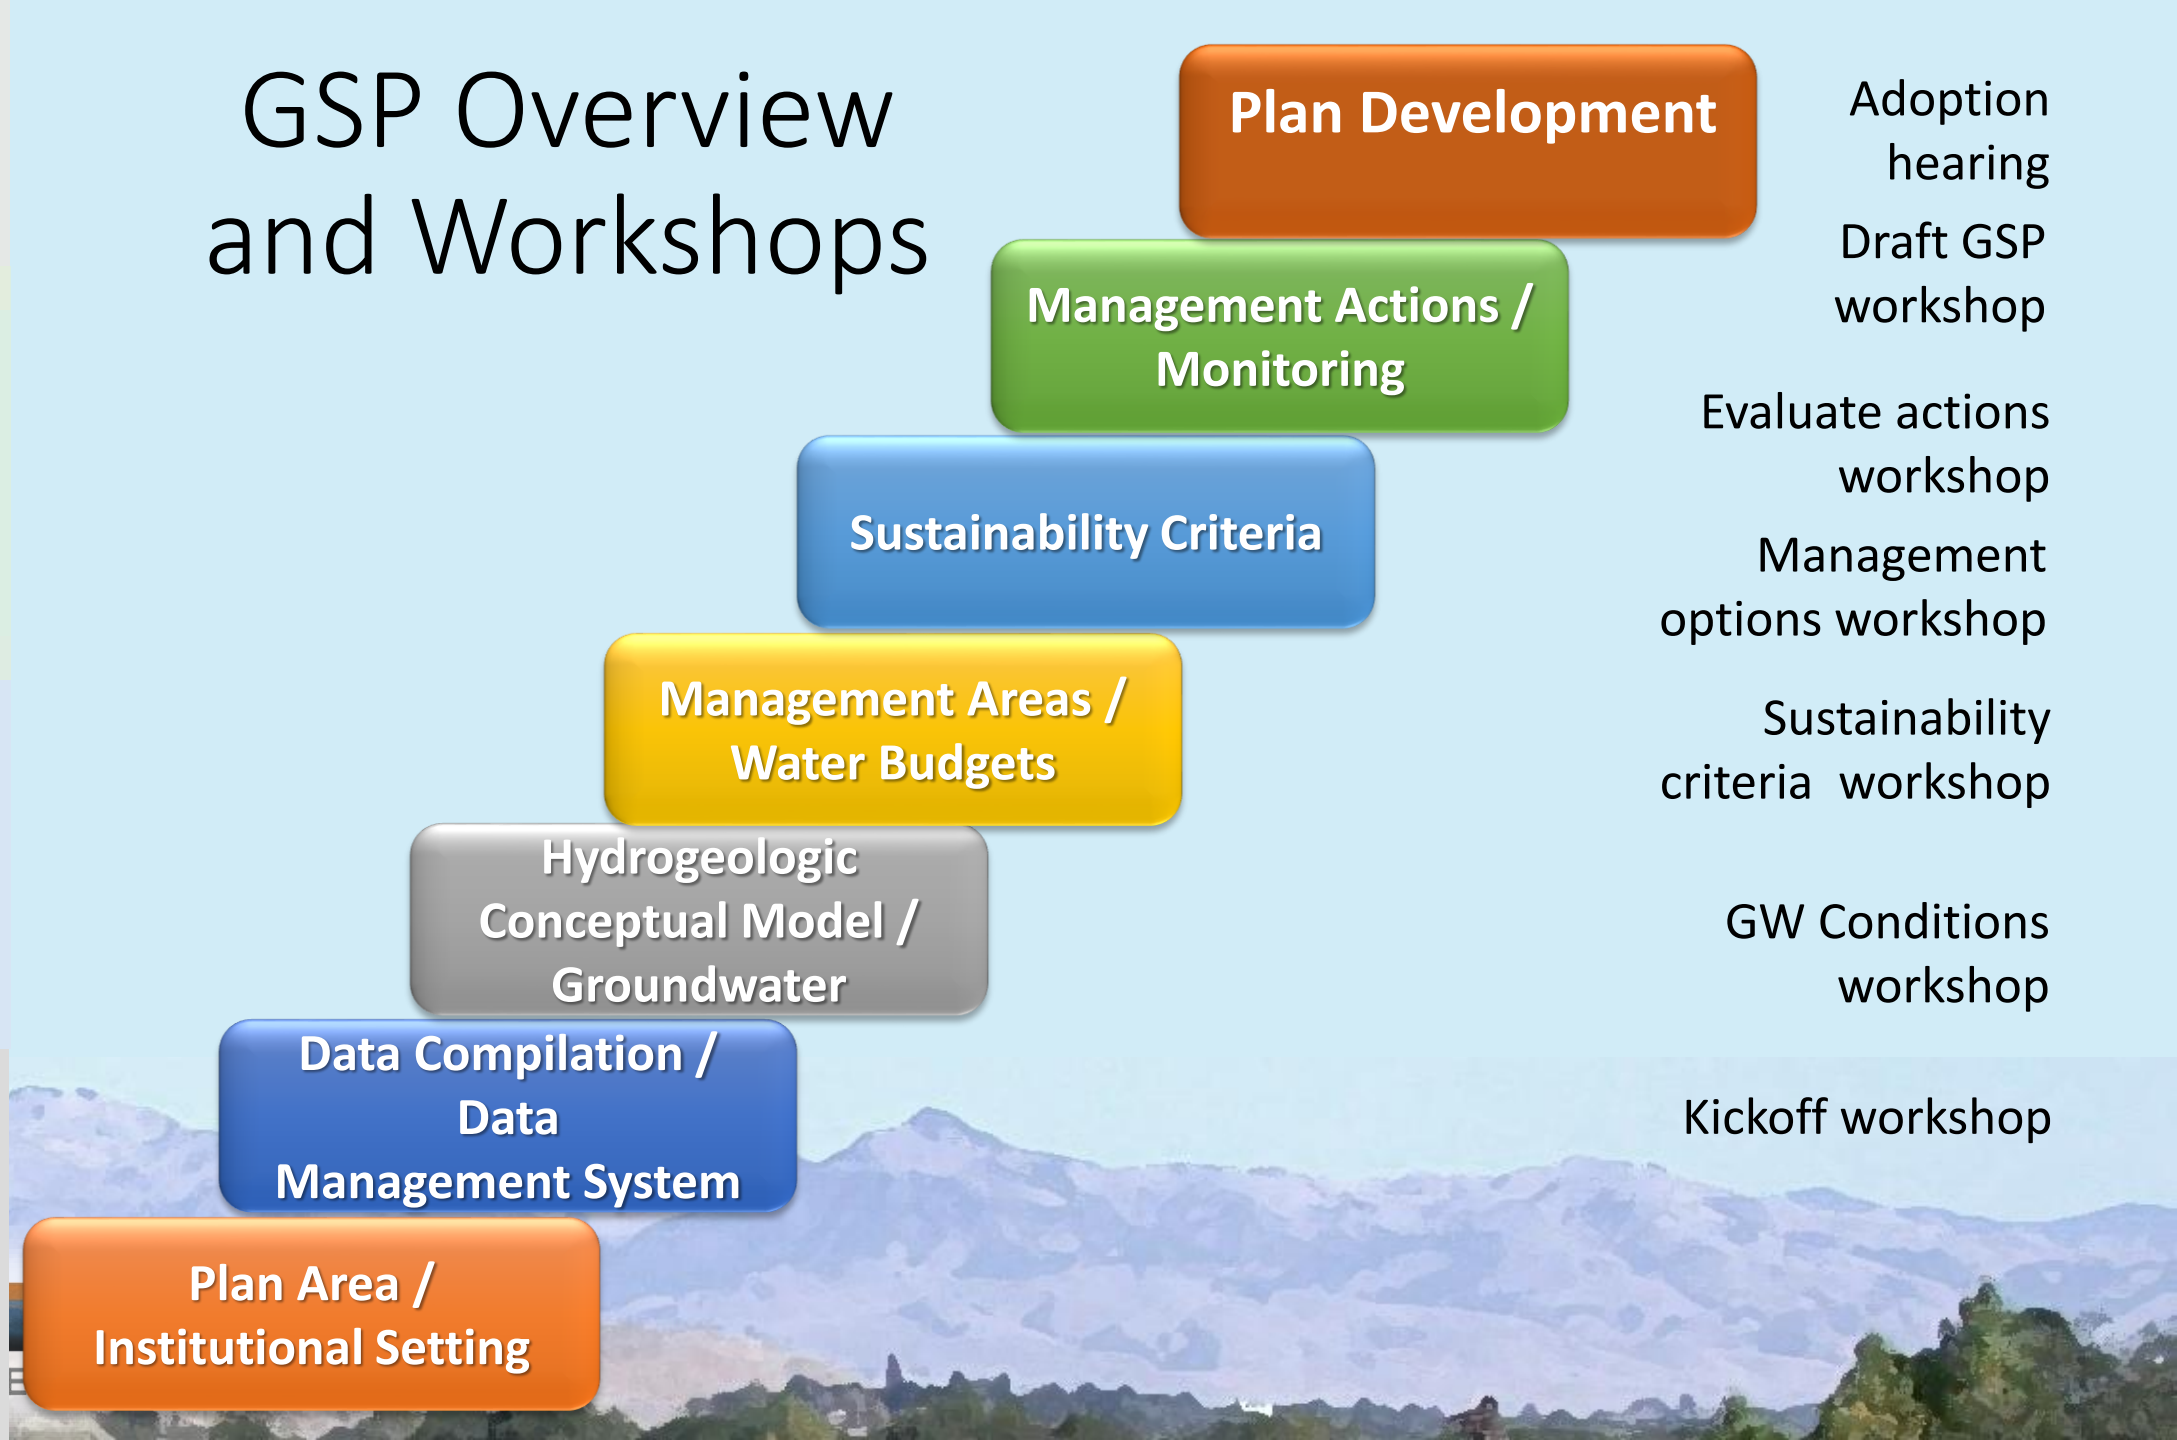 GSP Overview
and Workshops
Plan Development
Management Actions /
Monitoring
Sustainability Criteria
Management Areas /
Water Budgets
Hydrogeologic
Conceptual Model /
Groundwater
Data Compilation /
Data
Management System
Plan Area /
Institutional Setting
Adoption
hearing
Draft GSP
workshop
Evaluate actions
workshop
Management
options workshop
Sustainability
criteria  workshop
GW Conditions
workshop
Kickoff workshop